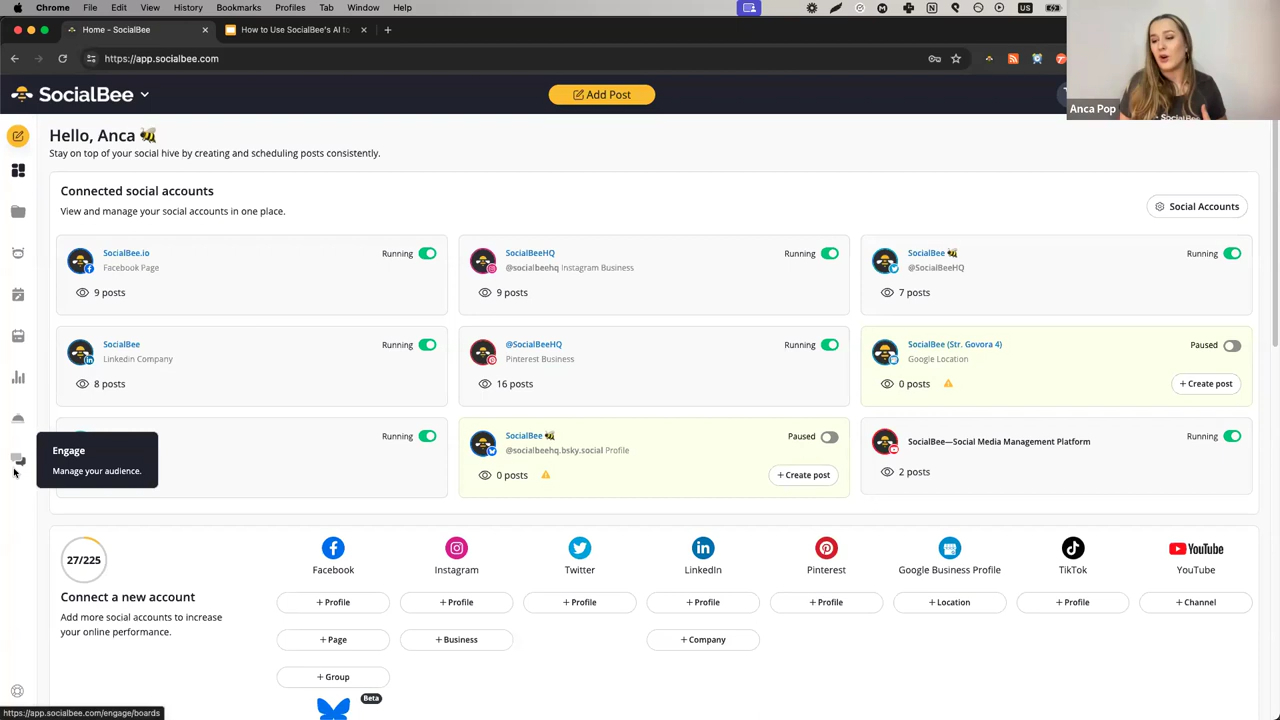 Chrome File Edit View History Bookmarks Profiles Tab Window Help
US
Home - SocialBee
How to Use SocialBee's AI to
https://app.socialbee.com
Anca Pop
SocialBee
Add Post
Hello, Anca
Stay on top of your social hive by creating and scheduling posts consistently.
Connected social accounts
View and manage your social accounts in one place.
Social Accounts
SocialBee.io
Facebook Page
Running
9 posts
SocialBeeHQ
@socialbeehq Instagram Business
Running
9 posts
SocialBee
@SocialBeeHQ
Running
7 posts
SocialBee
Linkedin Company
Running
8 posts
@SocialBeeHQ
Pinterest Business
Running
16 posts
SocialBee (Str. Govora 4)
Google Location
Paused
0 posts
+ Create post
Running
Engage
Manage your audience.
SocialBee
@socialbeehq.bsky.social Profile
Paused
0 posts
+ Create post
SocialBee—Social Media Management Platform
Running
2 posts
27/225
Connect a new account
Add more social accounts to increase
your online performance.
Facebook
+ Profile
+ Page
+ Group
Beta
Instagram
+ Profile
+ Business
Twitter
+ Profile
LinkedIn
+ Profile
+ Company
Pinterest
+ Profile
Google Business Profile
+ Location
TikTok
+ Profile
YouTube
YouTube
+ Channel
https://app.socialbee.com/engage/boards